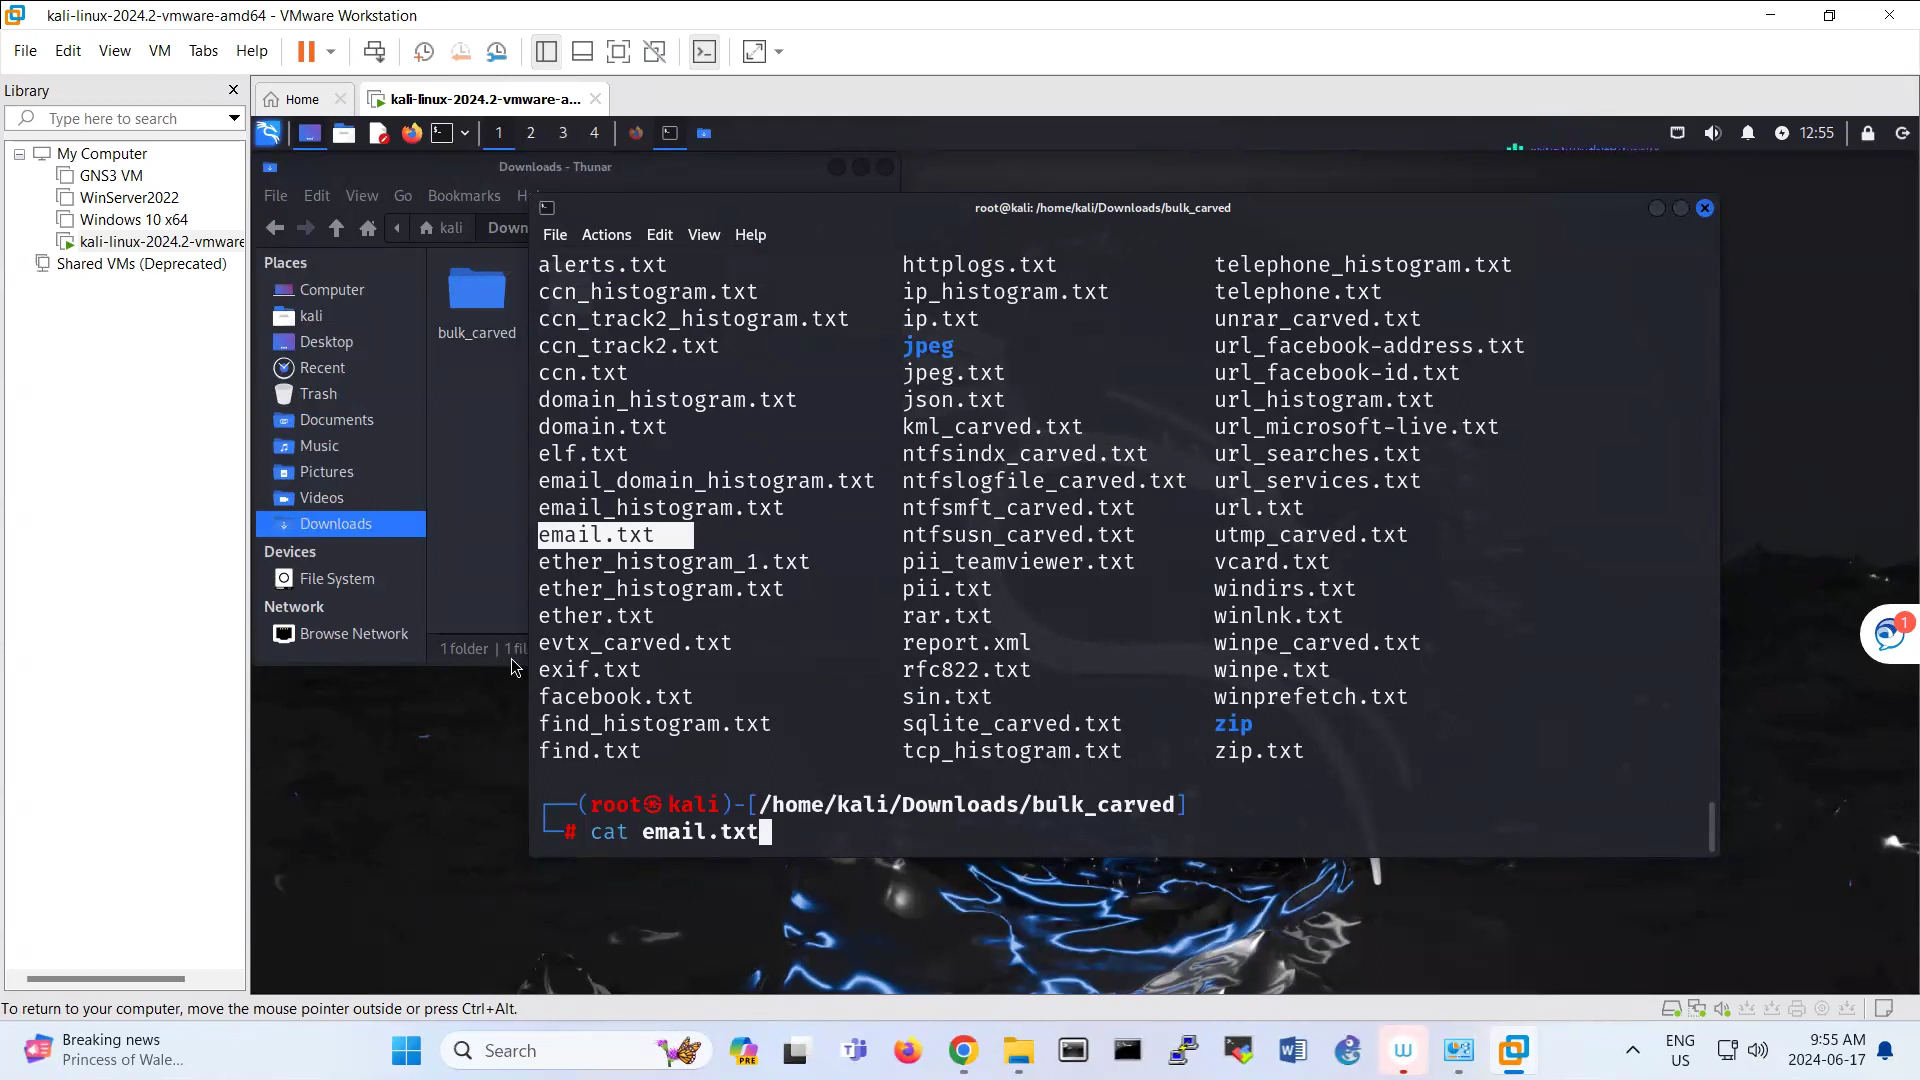 kali-linux-2024.2-vmware-amd64 - VMware Workstation
File Edit View VM Tabs Help
Library
Type here to search
My Computer
GNS3 VM
WinServer2022
Windows 10 x64
kali-linux-2024.2-vmware
Shared VMs (Deprecated)
Home
kali-linux-2024.2-vmware-a...
1 2 3 4
12:55
Downloads - Thunar
File Edit View Go Bookmarks
kali
Places
Computer
kali
Desktop
Recent
Trash
Documents
Music
Pictures
Videos
Downloads
Devices
File System
Network
Browse Network
bulk_carved
1 folder | 1 fil
root@kali: /home/kali/Downloads/bulk_carved
File Actions Edit View Help
alerts.txt httplogs.txt telephone_histogram.txt
ccn_histogram.txt ip_histogram.txt telephone.txt
ccn_track2_histogram.txt ip.txt unrar_carved.txt
ccn_track2.txt jpeg url_facebook-address.txt
ccn.txt jpeg.txt url_facebook-id.txt
domain_histogram.txt json.txt url_histogram.txt
domain.txt kml_carved.txt url_microsoft-live.txt
elf.txt ntfsindx_carved.txt url_searches.txt
email_domain_histogram.txt ntfslogfile_carved.txt url_services.txt
email_histogram.txt ntfsmft_carved.txt url.txt
email.txt ntfsusn_carved.txt utmp_carved.txt
ether_histogram_1.txt pii_teamviewer.txt vcard.txt
ether_histogram.txt pii.txt windirs.txt
ether.txt rar.txt winlnk.txt
evtx_carved.txt report.xml winpe_carved.txt
exif.txt rfc822.txt winpe.txt
facebook.txt sin.txt winprefetch.txt
find_histogram.txt sqlite_carved.txt zip
find.txt tcp_histogram.txt zip.txt
(root㉿kali)-[/home/kali/Downloads/bulk_carved]
# cat email.txt
1
To return to your computer, move the mouse pointer outside or press Ctrl+Alt.
Breaking news
Princess of Wale...
Search
PRE
ENG
US
9:55 AM
2024-06-17